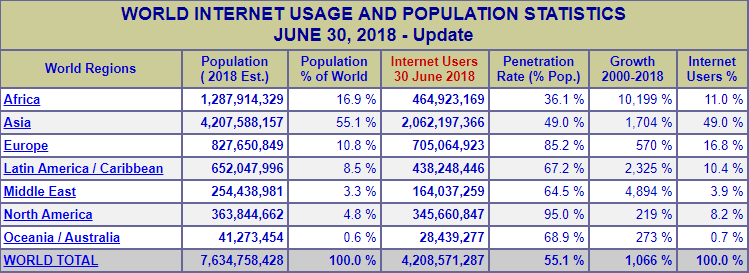 WORLD INTERNET USAGE AND POPULATION STATISTICS
JUNE 30, 2018 - Update
World Regions Population Population Internet Users Penetration Growth Internet
( 2018 Est.) % of World 30 June 2018 Rate (% Pop.) 2000-2018 Users %
Africa 1,287,914,329 16.9 % 464,923,169 36.1 % 10,199 % 11.0 %
Asia 4,207,588,157 55.1 % 2,062,197,366 49.0 % 1,704 % 49.0 %
Europe 827,650,849 10.8 % 705,064,923 85.2 % 570 % 16.8 %
Latin America / Caribbean 652,047,996 8.5 % 438,248,446 67.2 % 2,325 % 10.4 %
Middle East 254,438,981 3.3 % 164,037,259 64.5 % 4,894 % 3.9 %
North America 363,844,662 4.8 % 345,660,847 95.0 % 219 % 8.2 %
Oceania / Australia 41,273,454 0.6 % 28,439,277 68.9 % 273 % 0.7 %
WORLD TOTAL 7,634,758,428 100.0 % 4,208,571,287 55.1 % 1,066 % 100.0 %